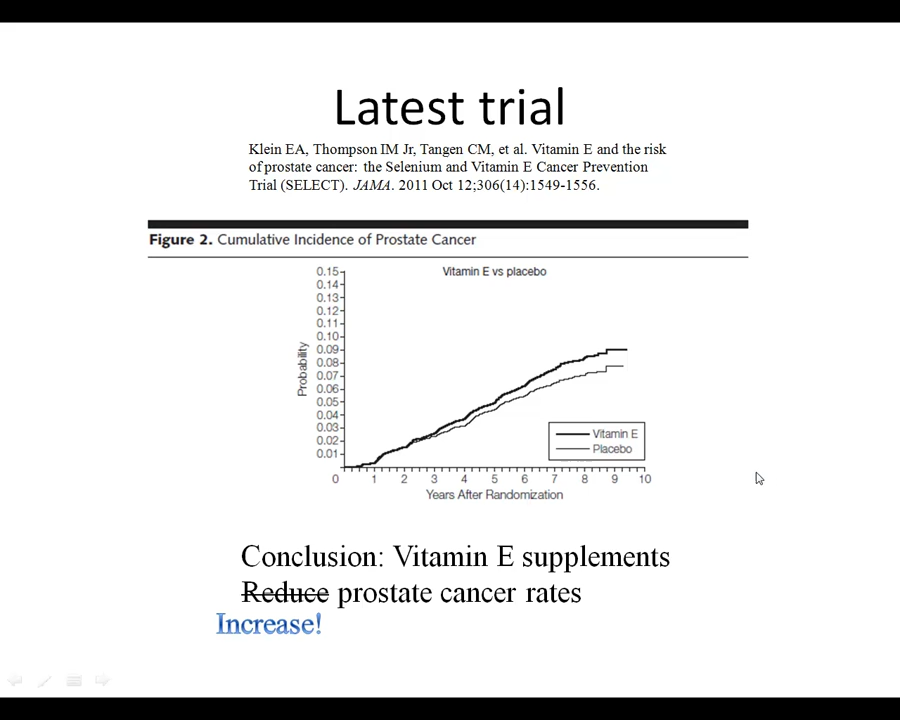 Latest trial
Klein EA, Thompson IM Jr, Tangen CM, et al. Vitamin E and the risk
of prostate cancer: the Selenium and Vitamin E Cancer Prevention
Trial (SELECT). JAMA. 2011 Oct 12;306(14):1549-1556.
Figure 2. Cumulative Incidence of Prostate Cancer
Vitamin E vs placebo
0.15
0.14
0.13
0.12
0.11
0.10
0.09
0.08
0.07
0.06
0.05
0.04
0.03
0.02
0.01
Probability
Vitamin E
Placebo
0 1 2 3 4 5 6 7 8 9 10
Years After Randomization
Conclusion: Vitamin E supplements
Reduce prostate cancer rates
Increase!